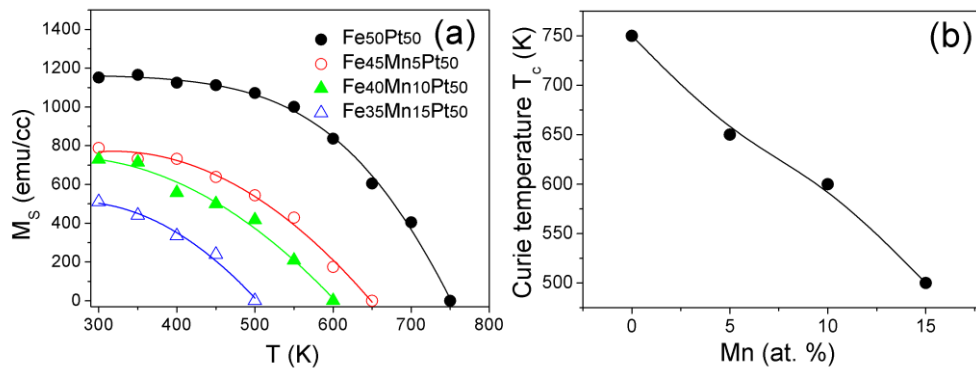 (a)
Fe50Pt50
Fe45Mn5Pt50
Fe40Mn10Pt50
Fe35Mn15Pt50
1400
1200
1000
800
600
400
200
0
MS (emu/cc)
300 400 500 600 700 800
T (K)
(b)
750
700
650
600
550
500
Curie temperature Tc (K)
0 5 10 15
Mn (at. %)